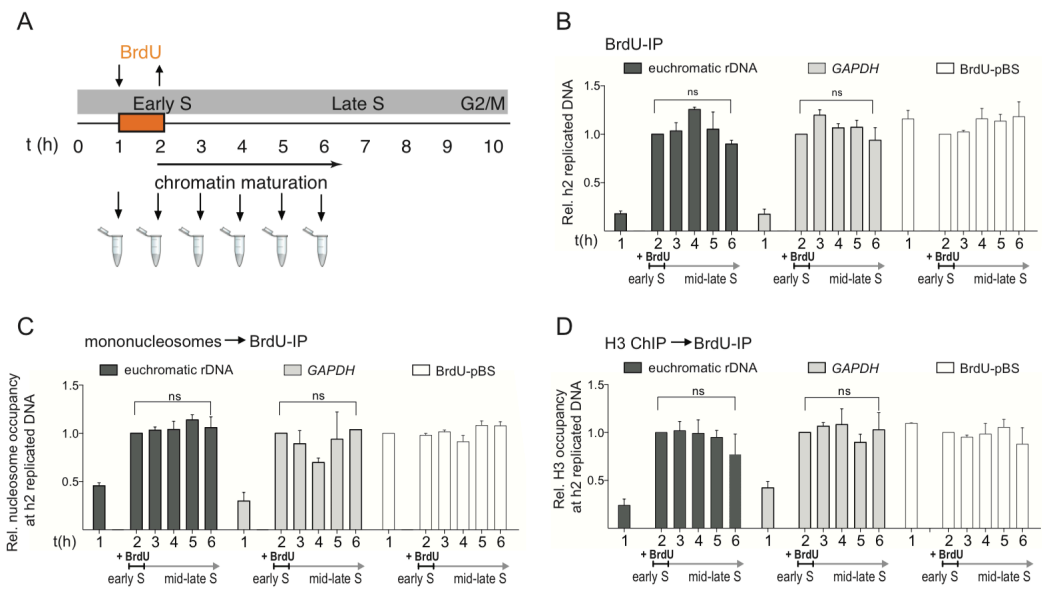 A
BrdU
Early S Late S G2/M
t (h) 0 1 2 3 4 5 6 7 8 9 10
chromatin maturation
B
BrdU-IP
euchromatic rDNA GAPDH BrdU-pBS
Rel. h2 replicated DNA
1.5
1.0
0.5
ns ns
t(h) 1 2 3 4 5 6 1 2 3 4 5 6 1 2 3 4 5 6
+ BrdU + BrdU + BrdU
early S mid-late S early S mid-late S early S mid-late S
C
mononucleosomes BrdU-IP
euchromatic rDNA GAPDH BrdU-pBS
Rel. nucleosome occupancy
at h2 replicated DNA
1.5
1.0
0.5
ns ns
t(h) 1 2 3 4 5 6 1 2 3 4 5 6 1 2 3 4 5 6
+ BrdU + BrdU + BrdU
early S mid-late S early S mid-late S early S mid-late S
D
H3 ChIP BrdU-IP
euchromatic rDNA GAPDH BrdU-pBS
Rel. H3 occupancy
at h2 replicated DNA
1.5
1.0
0.5
ns ns
t(h) 1 2 3 4 5 6 1 2 3 4 5 6 1 2 3 4 5 6
+ BrdU + BrdU + BrdU
early S mid-late S early S mid-late S early S mid-late S